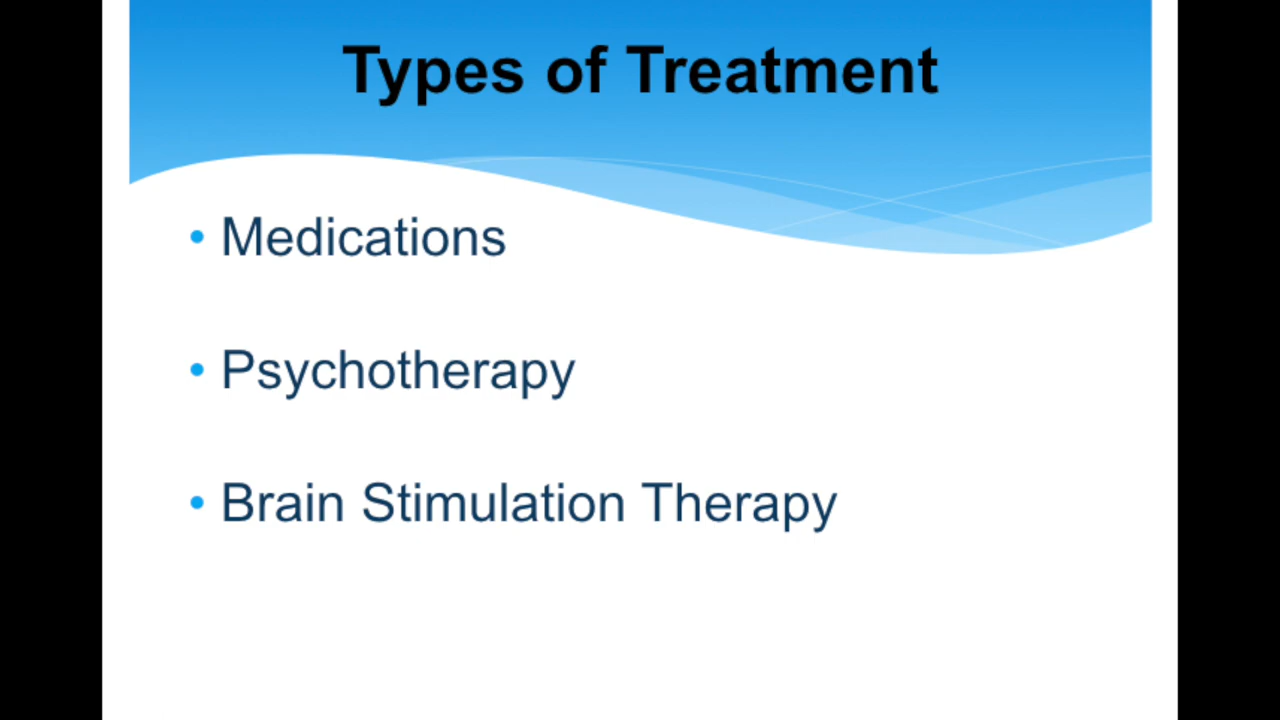 Types of Treatment
• Medications
• Psychotherapy
• Brain Stimulation Therapy